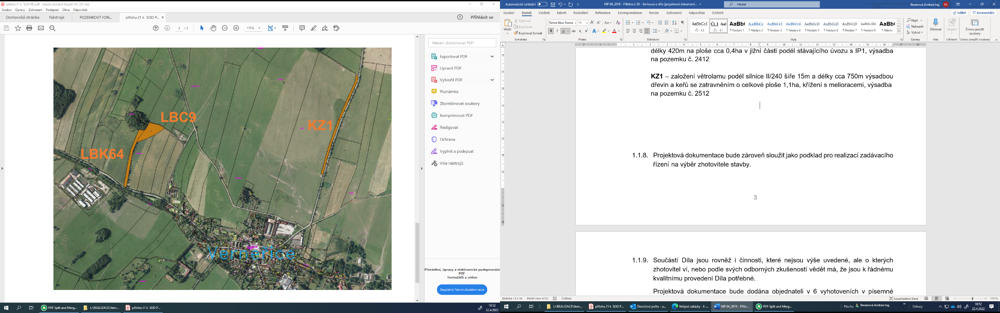 příloha č1 k SOD PD.pdf - Adobe Acrobat Reader DC (32-bit)
Soubor Úpravy Zobrazení Podepsat Okna Nápověda
Domovská stránka Nástroje POZEMKOVÝ FON... příloha č1 k SOD P... × Přihlásit se
2 / 2 173%
LBC9
KZ1
LBK64
Verneřice
Hledání „Kombinovat PDF"
Exportovat PDF
Upravit PDF
Vytvořit PDF
Poznámka
Zkombinovat soubory
Komprimovat PDF
Redigovat
Ochrana
Vyplnit a podepsat
Více nástrojů
Převádění, úpravy a elektronické podepisování
PDF
formulářů a smluv
Bezplatná 7denní zkušební verze
PDF Split and Merg... L:\REALIZACE\Vern... příloha č1 k SOD P... 10:52
22.4.2022
Automatické ukládání MP 04_2019 - Příloha č. 03 - Smlouva o dílo (projektová dokument... Hledat Beranová Andrea Ing. BA
Soubor Domů Vložení Návrh Rozložení Reference Korespondence Revize Zobrazení Nápověda SIGNER Sdílet Komentáře
Vložit Vyjmout Kopírovat Kopírovat formát
Times New Roma 11
Čl - L2 Čl. - L1 ¶ Nadpis 1 ¶ Nadpis 2 ¶ Nadpis 3 ¶ Nadpis 4 ¶ Nadpis 5 ¶ Nadpis 6 ¶ Nadpis 7 ¶ Nadpis 8 ¶ Název
Najít Nahradit Vybrat Diktovat Utajení Znovu použít soubory
Schránka Písmo Odstavec Styly Úpravy Hlas Citlivost Znovu použít soubory
délky 420m na ploše cca 0,4ha v jižní části podél stávajícího úvozu s IP1, výsadba
na pozemku č. 2412
KZ1 – založení větrolamu podél silnice II/240 šíře 15m a délky cca 750m výsadbou
dřevin a keřů se zatravněním o celkové ploše 1,1ha, křížení s melioracemi, výsadba
na pozemku č. 2512
1.1.8. Projektová dokumentace bude zároveň sloužit jako podklad pro realizací zadávacího
řízení na výběr zhotovitele stavby.
3
1.1.9. Součástí Díla jsou rovněž i činnosti, které nejsou výše uvedené, ale o kterých
zhotovitel ví, nebo podle svých odborných zkušeností vědět má, že jsou k řádnému
kvalitnímu provedení Díla potřebné.
Projektová dokumentace bude dodána objednateli v 6 vyhotoveních v písemné
Stránka 13 z 14 Počet slov: 4725 Čeština Soustředěné čtení 170 %
L:\REALIZACE\Vern... příloha č1 k SOD P... Doručená pošta – a... Veřejné zakázky - E-... MP 04_2019 - Přílo... PDF Split and Merg... Plocha Beranová Andrea Ing. Odkazy 10:52
22.4.2022